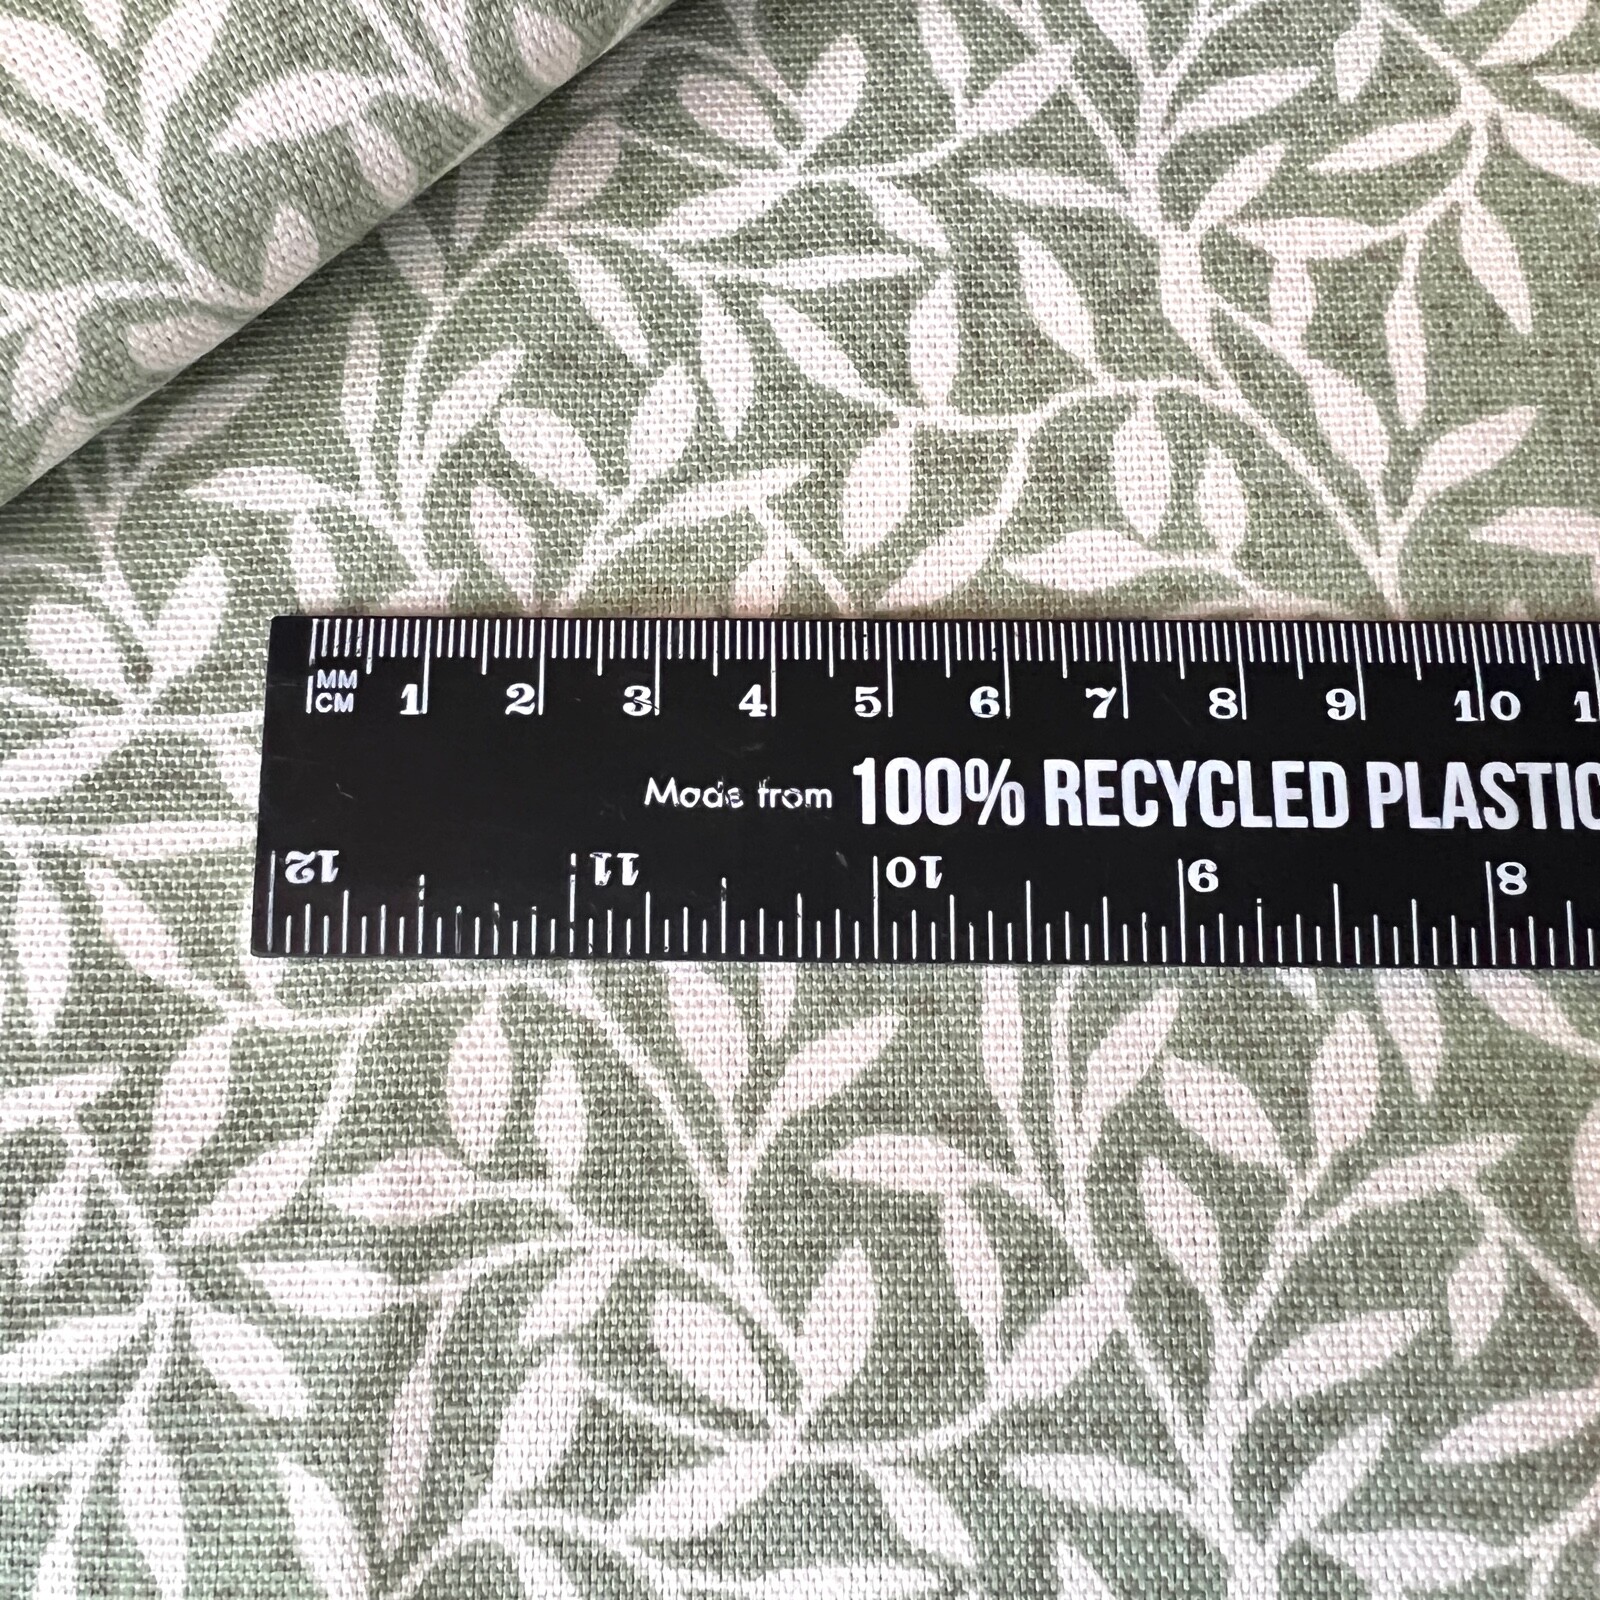 MM
CM
1 2 3 4 5 6 7 8 9 10
Made from 100% RECYCLED PLASTIC
12 11 10 9 8